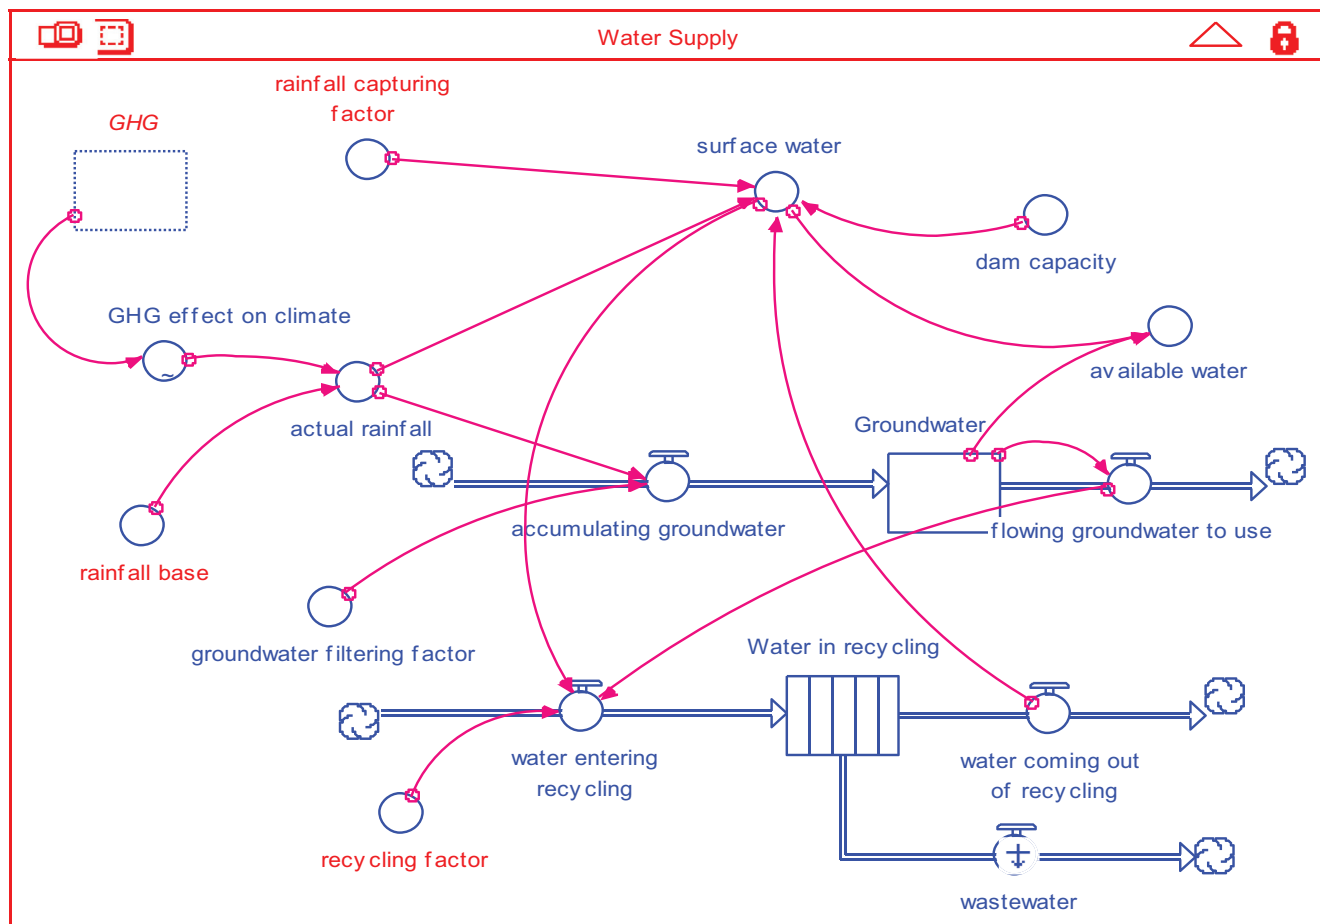 Water Supply
rainfall capturing
factor
GHG
surface water
dam capacity
GHG effect on climate
available water
actual rainfall
Groundwater
accumulating groundwater
flowing groundwater to use
rainfall base
groundwater filtering factor
Water in recycling
water entering
recycling
water coming out
of recycling
recycling factor
wastewater